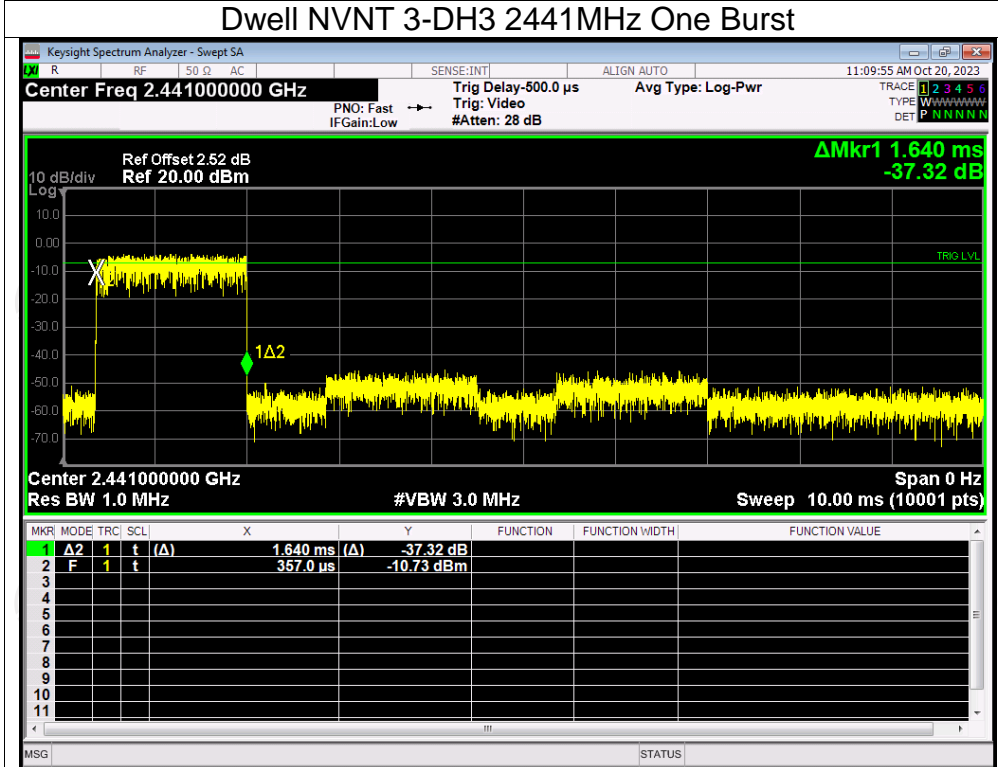 Dwell NVNT 3-DH3 2441MHz One Burst
Keysight Spectrum Analyzer - Swept SA
LXI R RF 50 Ω AC SENSE:INT ALIGN AUTO 11:09:55 AM Oct 20, 2023
Center Freq 2.441000000 GHz
PNO: Fast
IFGain:Low
Trig Delay-500.0 µs
Trig: Video
#Atten: 28 dB
Avg Type: Log-Pwr
TRACE 1 2 3 4 5 6
TYPE W
DET P N N N N N
ΔMkr1 1.640 ms
-37.32 dB
Ref Offset 2.52 dB
10 dB/div Ref 20.00 dBm
Log
10.0
0.00
TRIG LVL
-10.0
-20.0
-30.0
-40.0
1Δ2
-50.0
-60.0
-70.0
Center 2.441000000 GHz Span 0 Hz
Res BW 1.0 MHz #VBW 3.0 MHz Sweep 10.00 ms (10001 pts)
MKR MODE TRC SCL X Y FUNCTION FUNCTION WIDTH FUNCTION VALUE
1 Δ2 1 t (Δ) 1.640 ms (Δ) -37.32 dB
2 F 1 t 357.0 µs -10.73 dBm
3
4
5
6
7
8
9
10
11
MSG STATUS